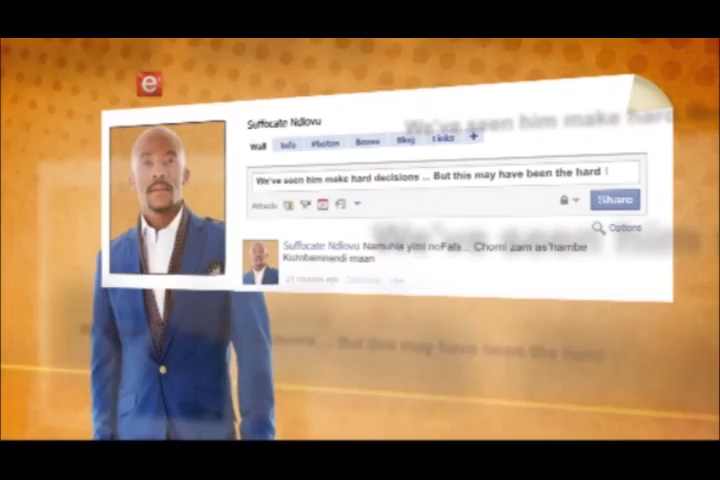 e
Suffocate Ndlovu
Wall Info Photos Boxes Blog Links +
We've seen him make hard decisions ... But this may have been the hard
Attach:
Share
Options
Suffocate Ndlovu Namuhla yimi noFats... Chomi zam as'hambe
Kuzobamnandi maan
We've seen him make hard
But this may have been the hard